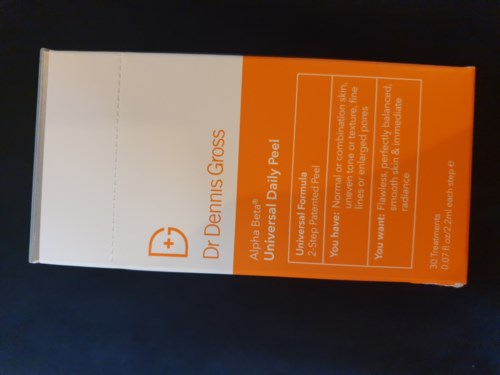 Dr Dennis Gross
Alpha Beta®
Universal Daily Peel
Universal Formula
2-Step Patented Peel
You have: Normal or combination skin,
uneven tone or texture, fine
lines or enlarged pores
You want: Flawless, perfectly balanced,
smooth skin & immediate
radiance
30 Treatments
0.07 fl oz/2.2ml each step e